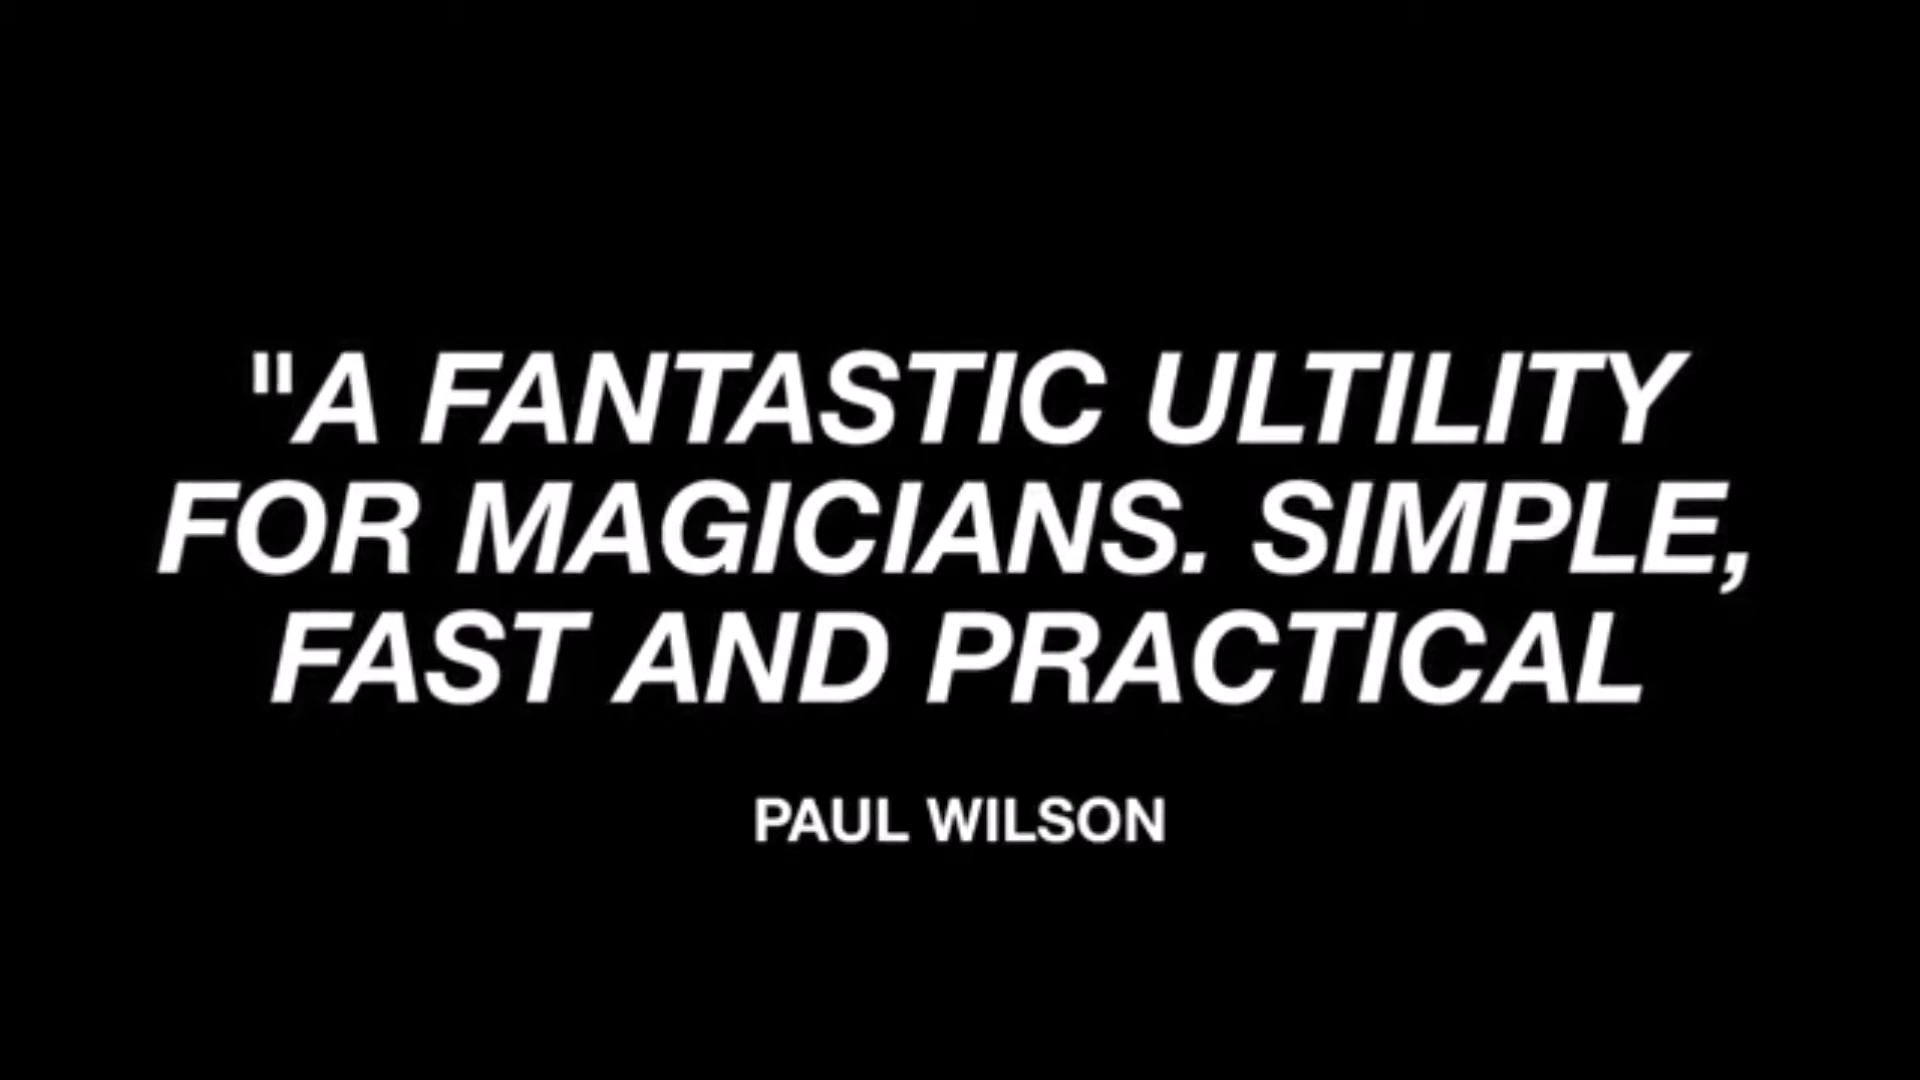 "A FANTASTIC ULTILITY
FOR MAGICIANS. SIMPLE,
FAST AND PRACTICAL
PAUL WILSON